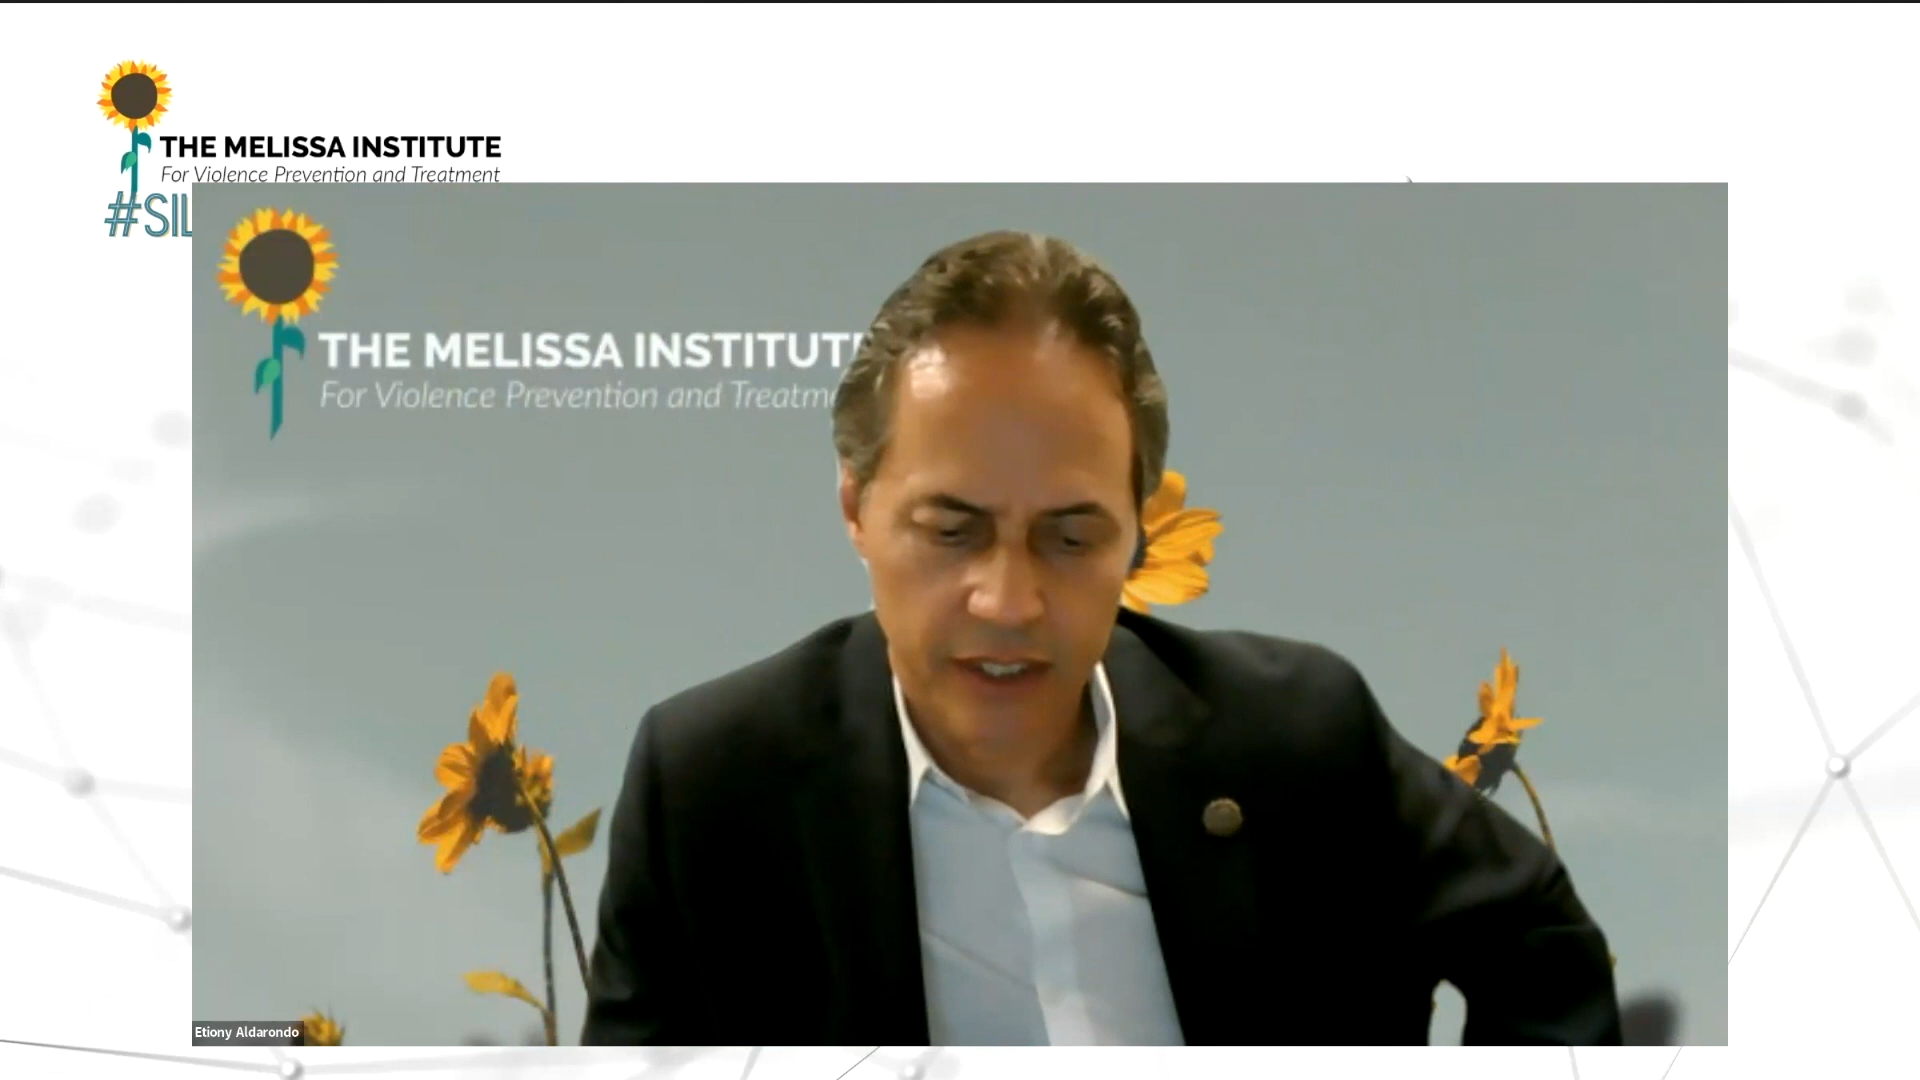 THE MELISSA INSTITUTE
For Violence Prevention and Treatment
#SIL
THE MELISSA INSTITUT
For Violence Prevention and Treatm
Etiony Aldarondo